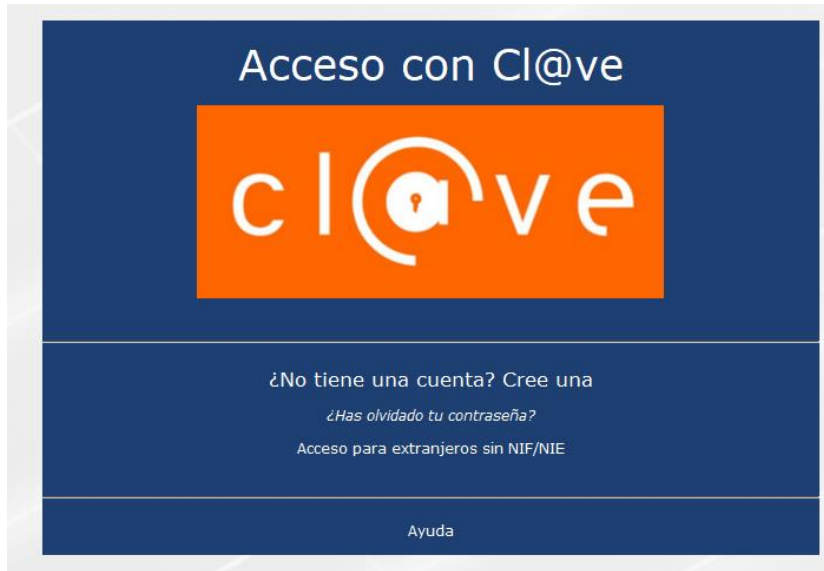 Acceso con Cl@ve
cl@ve
¿No tiene una cuenta? Cree una
¿Has olvidado tu contraseña?
Acceso para extranjeros sin NIF/NIE
Ayuda